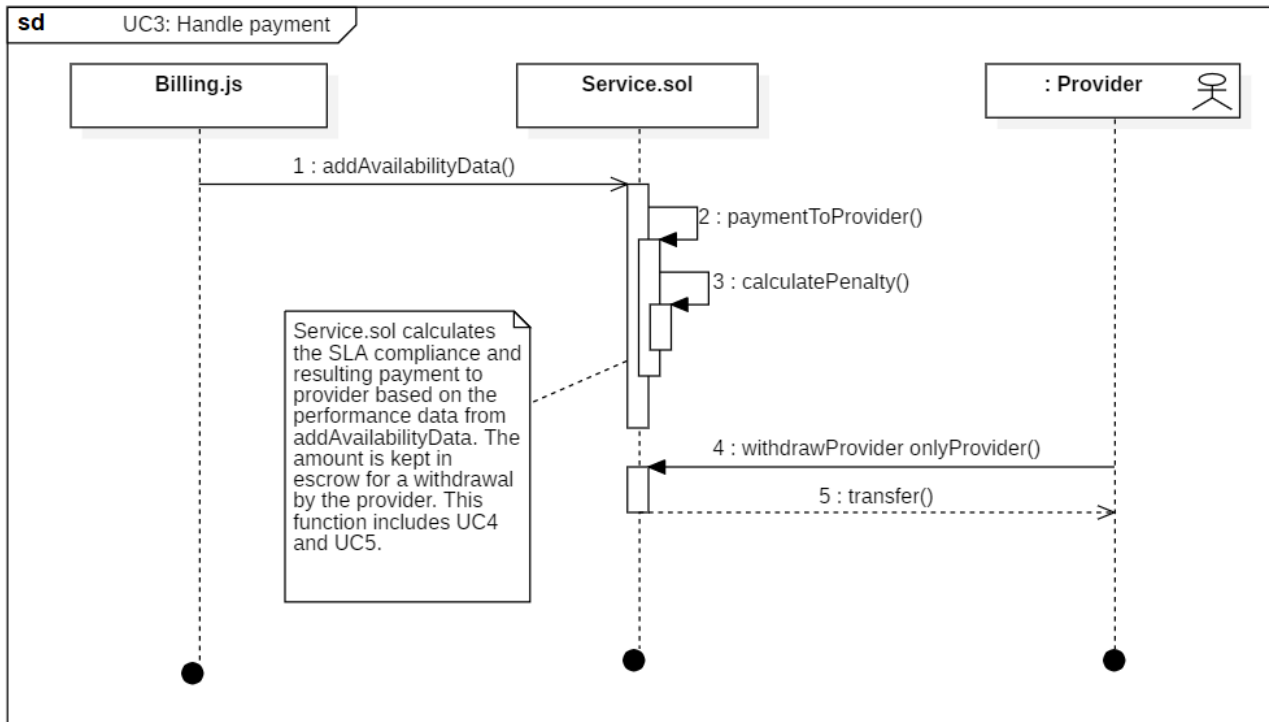 sd
UC3: Handle payment
Billing.js
Service.sol
: Provider
1 : addAvailabilityData()
2 : paymentToProvider()
3 : calculatePenalty()
Service.sol calculates
the SLA compliance and
resulting payment to
provider based on the
performance data from
addAvailabilityData. The
amount is kept in
escrow for a withdrawal
by the provider. This
function includes UC4
and UC5.
4 : withdrawProvider onlyProvider()
5 : transfer()